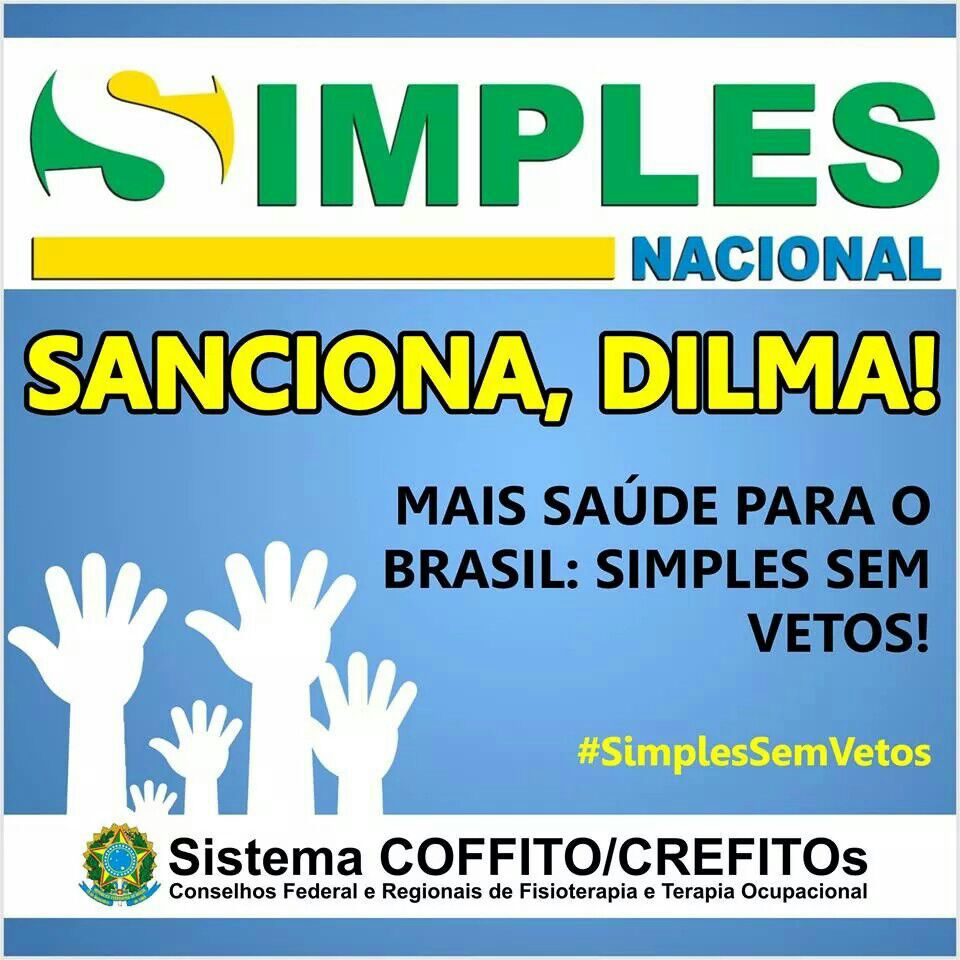 SIMPLES
NACIONAL
SANCIONA, DILMA!
MAIS SAÚDE PARA O
BRASIL: SIMPLES SEM
VETOS!
#SimplesSemVetos
Sistema COFFITO/CREFITOs
Conselhos Federal e Regionais de Fisioterapia e Terapia Ocupacional